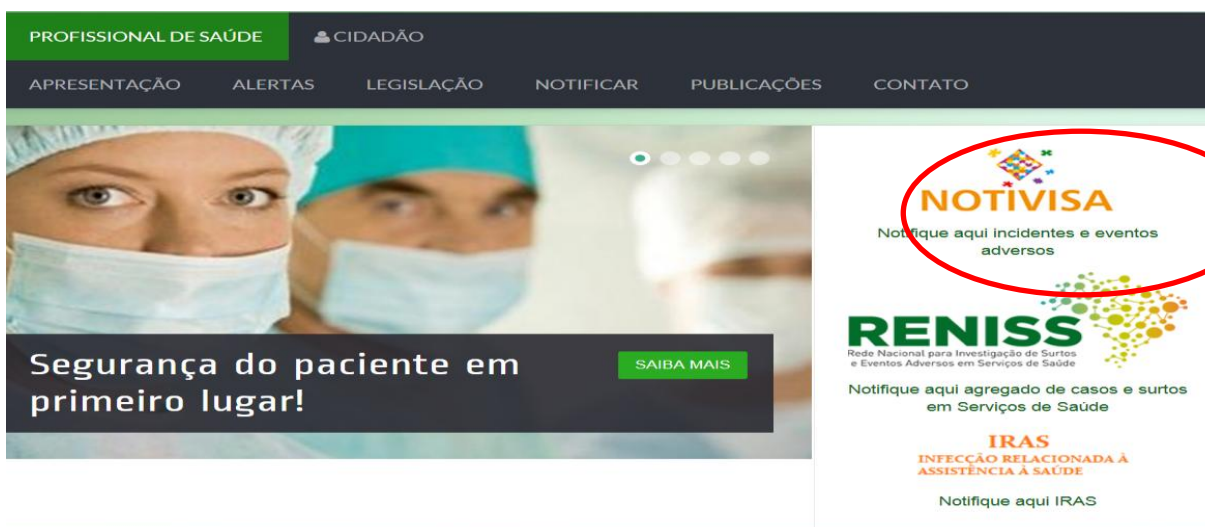 PROFISSIONAL DE SAÚDE CIDADÃO
APRESENTAÇÃO ALERTAS LEGISLAÇÃO NOTIFICAR PUBLICAÇÕES CONTATO
Segurança do paciente em
primeiro lugar!
SAIBA MAIS
NOTIVISA
Notifique aqui incidentes e eventos
adversos
RENISS
Rede Nacional para Investigação de Surtos
e Eventos Adversos em Serviços de Saúde
Notifique aqui agregado de casos e surtos
em Serviços de Saúde
IRAS
INFECÇÃO RELACIONADA À
ASSISTÊNCIA À SAÚDE
Notifique aqui IRAS